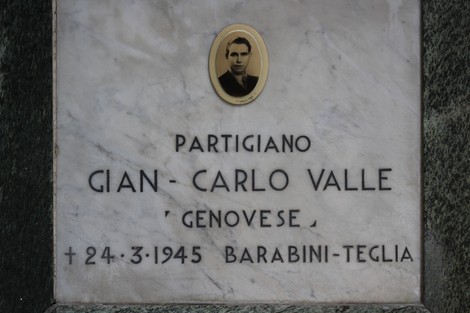 PARTIGIANO
GIAN - CARLO VALLE
‘GENOVESE„
† 24·3·1945 BARABINI-TEGLIA